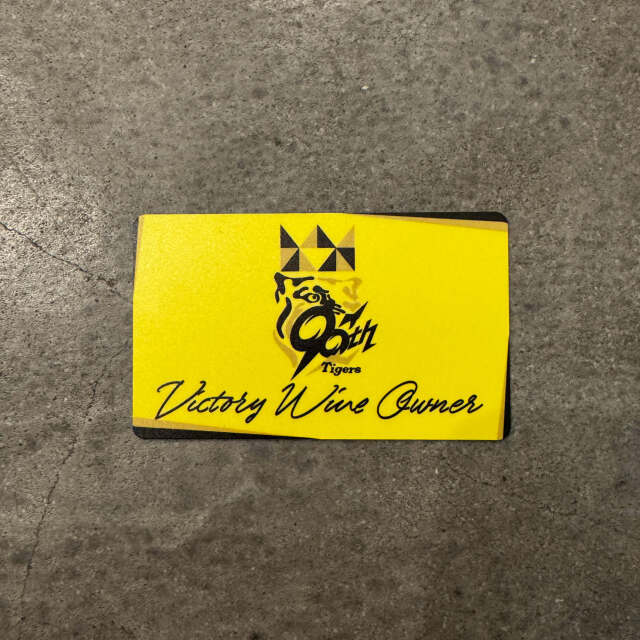 90th
Tigers
Victory Wine Owner